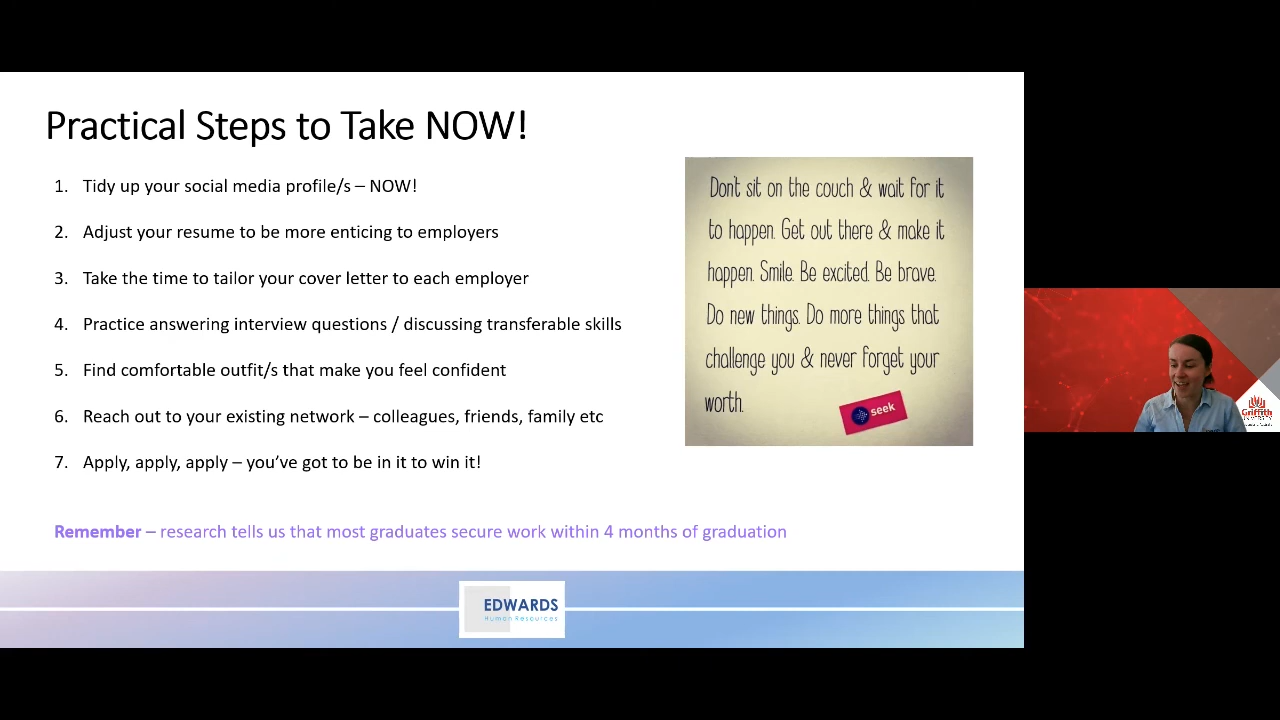 Practical Steps to Take NOW!
1. Tidy up your social media profile/s – NOW!
2. Adjust your resume to be more enticing to employers
3. Take the time to tailor your cover letter to each employer
4. Practice answering interview questions / discussing transferable skills
5. Find comfortable outfit/s that make you feel confident
6. Reach out to your existing network – colleagues, friends, family etc
7. Apply, apply, apply – you've got to be in it to win it!
Don't sit on the couch & wait for it
to happen. Get out there & make it
happen. Smile. Be excited. Be brave.
Do new things. Do more things that
challenge you & never forget your
worth.
seek
Remember – research tells us that most graduates secure work within 4 months of graduation
EDWARDS
Human Resources
Griffith